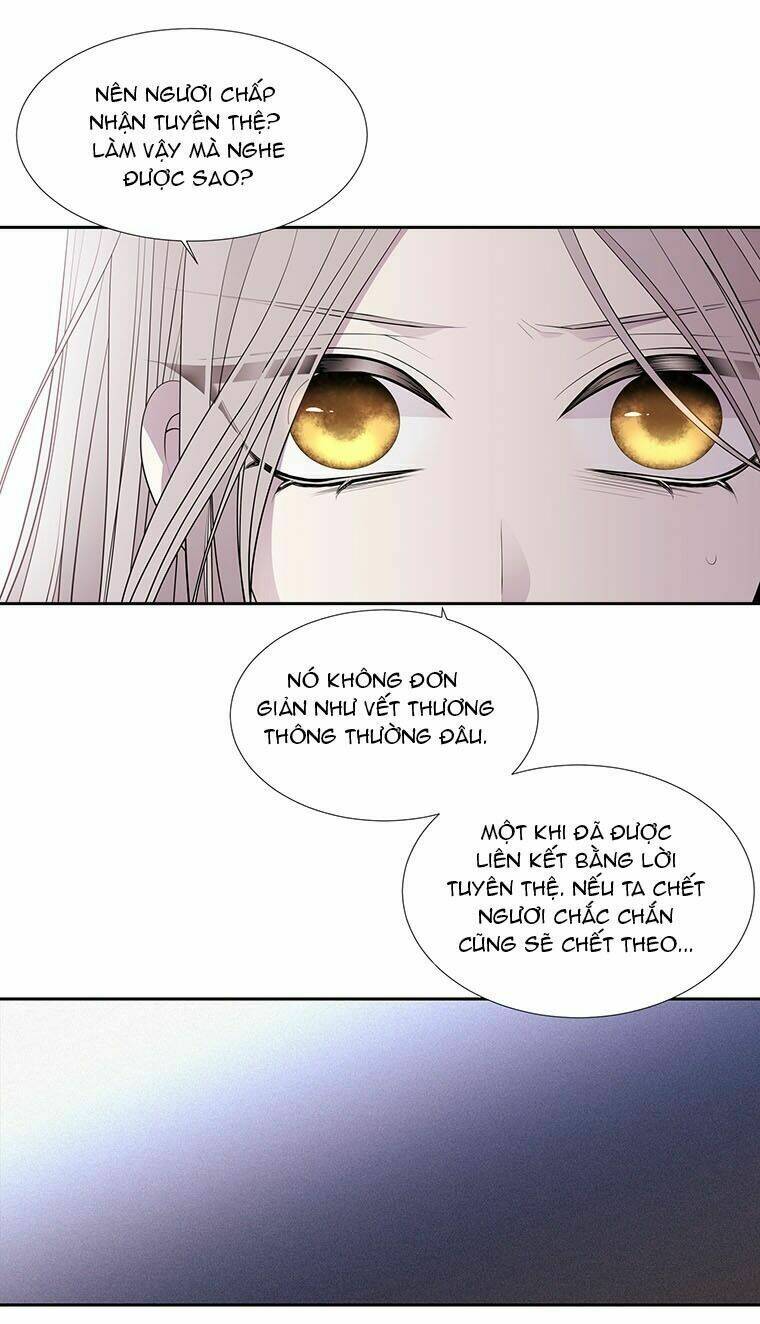 NÊN NGƯƠI CHẤP
NHẬN TUYÊN THỆ?
LÀM VẬY MÀ NGHE
ĐƯỢC SAO?
NÓ KHÔNG ĐƠN
GIẢN NHƯ VẾT THƯƠNG
THÔNG THƯỜNG ĐÂU.
MỘT KHI ĐÃ ĐƯỢC
LIÊN KẾT BẰNG LỜI
TUYÊN THỆ. NẾU TA CHẾT
NGƯƠI CHẮC CHẮN
CŨNG SẼ CHẾT THEO...